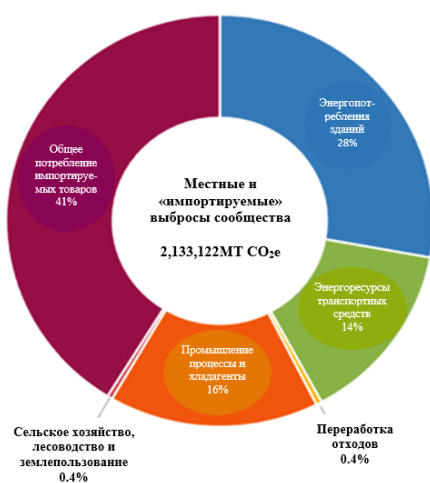 Энергопот-
ребления
зданий
28%
Общее
потребление
импортируе-
мых товаров
41%
Местные и
«импортируемые»
выбросы сообщества
2,133,122MT CO₂e
Энергоресурсы
транспортных
средств
14%
Промышление
процессы и
хладагенты
16%
Сельское хозяйство,
лесоводство и
землепользование
0.4%
Переработка
отходов
0.4%